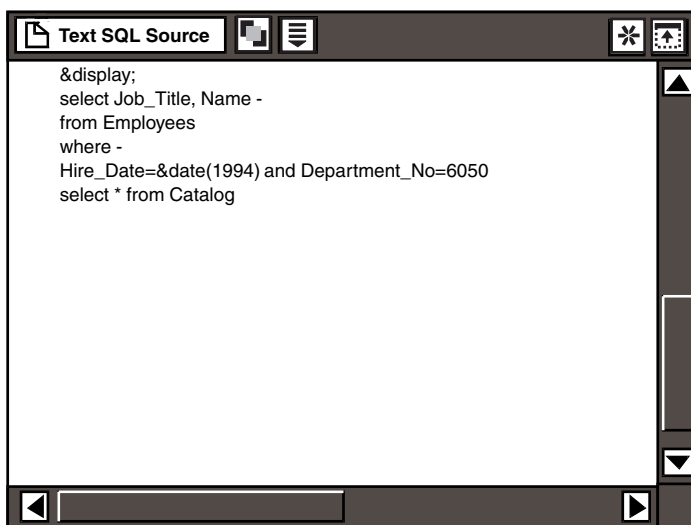 Text SQL Source
&display;
select Job_Title, Name -
from Employees
where -
Hire_Date=&date(1994) and Department_No=6050
select * from Catalog